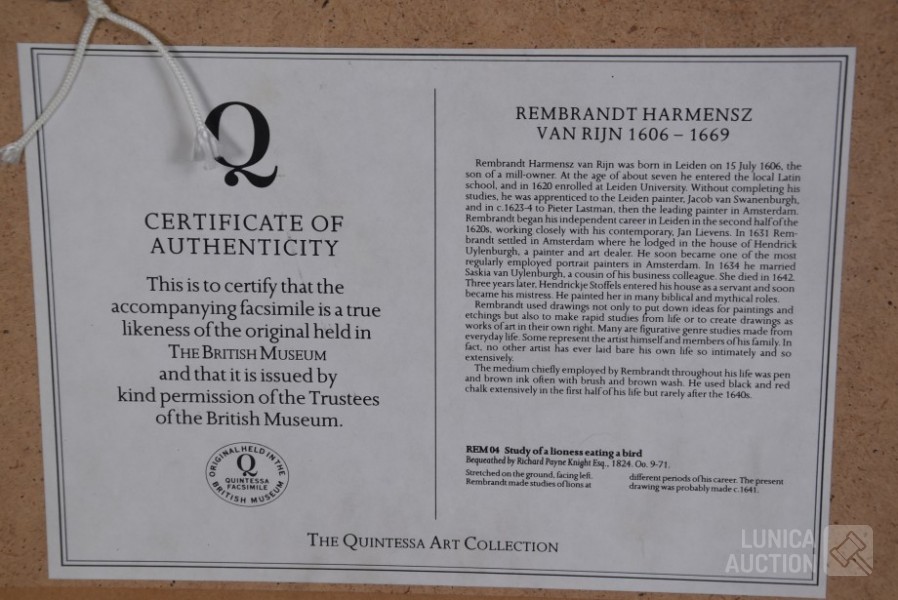 Q
CERTIFICATE OF
AUTHENTICITY
This is to certify that the
accompanying facsimile is a true
likeness of the original held in
THE BRITISH MUSEUM
and that it is issued by
kind permission of the Trustees
of the British Museum.
ORIGINAL HELD IN THE
Q
QUINTESSA
FACSIMILE
BRITISH MUSEUM
REMBRANDT HARMENSZ
VAN RIJN 1606 – 1669
Rembrandt Harmensz van Rijn was born in Leiden on 15 July 1606, the
son of a mill-owner. At the age of about seven he entered the local Latin
school, and in 1620 enrolled at Leiden University. Without completing his
studies, he was apprenticed to the Leiden painter, Jacob van Swanenburgh,
and in c.1623-4 to Pieter Lastman, then the leading painter in Amsterdam.
Rembrandt began his independent career in Leiden in the second half of the
1620s, working closely with his contemporary, Jan Lievens. In 1631 Rem-
brandt settled in Amsterdam where he lodged in the house of Hendrick
Uylenburgh, a painter and art dealer. He soon became one of the most
regularly employed portrait painters in Amsterdam. In 1634 he married
Saskia van Uylenburgh, a cousin of his business colleague. She died in 1642.
Three years later, Hendrickje Stoffels entered his house as a servant and soon
became his mistress. He painted her in many biblical and mythical roles.
Rembrandt used drawings not only to put down ideas for paintings and
etchings but also to make rapid studies from life or to create drawings as
works of art in their own right. Many are figurative genre studies made from
everyday life. Some represent the artist himself and members of his family. In
fact, no other artist has ever laid bare his own life so intimately and so
extensively.
The medium chiefly employed by Rembrandt throughout his life was pen
and brown ink often with brush and brown wash. He used black and red
chalk extensively in the first half of his life but rarely after the 1640s.
REM 04 Study of a lioness eating a bird
Bequeathed by Richard Payne Knight Esq., 1824. Oo. 9-71.
Stretched on the ground, facing left.
Rembrandt made studies of lions at
different periods of his career. The present
drawing was probably made c.1641.
THE QUINTESSA ART COLLECTION
LUNICA
AUCTION